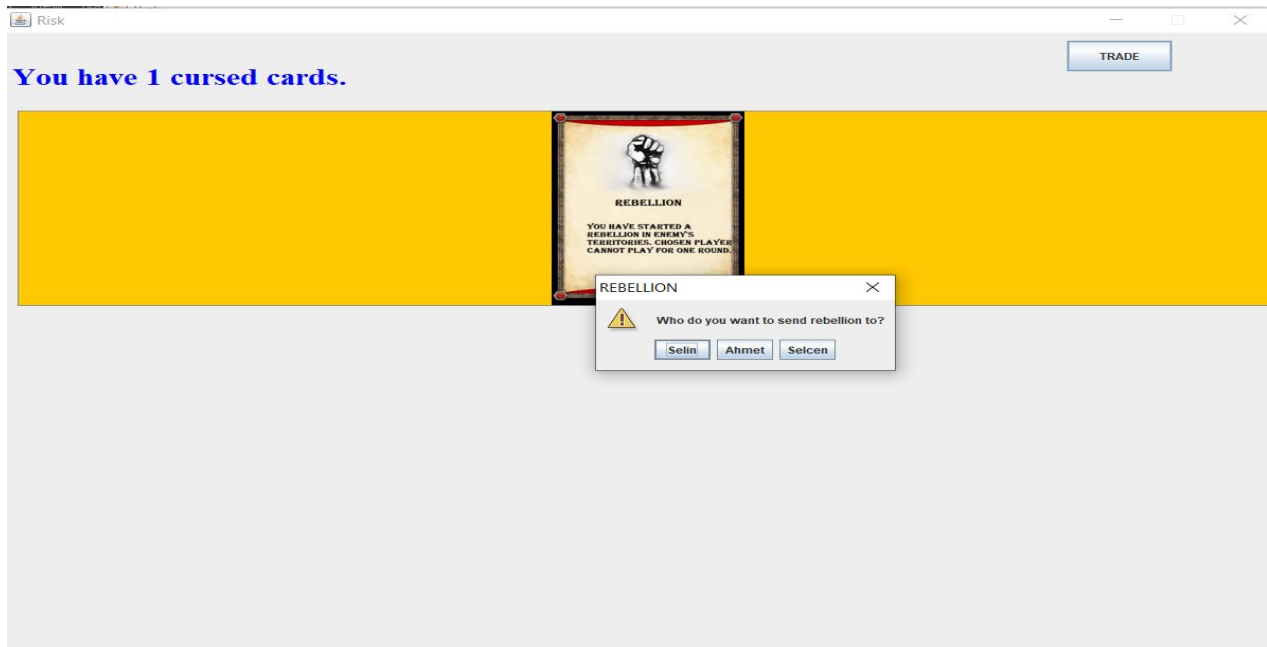 Risk
TRADE
You have 1 cursed cards.
REBELLION
YOU HAVE STARTED A
REBELLION IN ENEMY'S
TERRITORIES. CHOSEN PLAYER
CANNOT PLAY FOR ONE ROUND.
REBELLION
Who do you want to send rebellion to?
Selin Ahmet Selcen